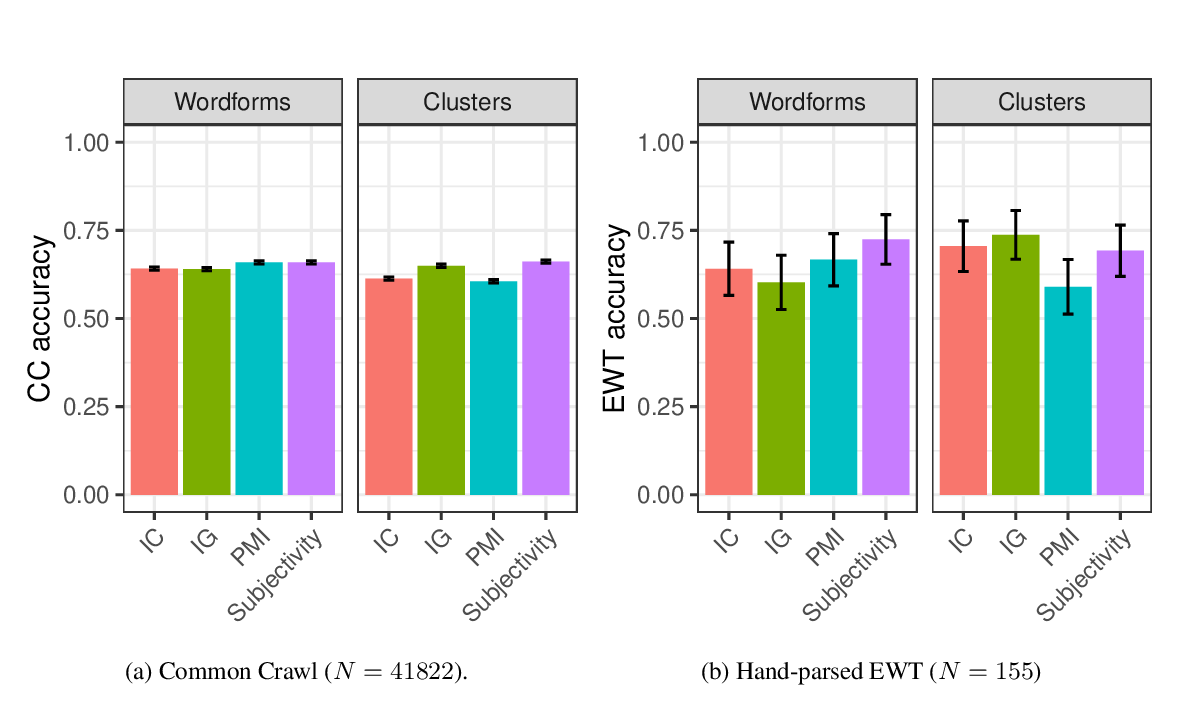 Wordforms
Clusters
CC accuracy
1.00
0.75
0.50
0.25
0.00
IC
IG
PMI
Subjectivity
IC
IG
PMI
Subjectivity
(a) Common Crawl (N = 41822).
Wordforms
Clusters
EWT accuracy
1.00
0.75
0.50
0.25
0.00
IC
IG
PMI
Subjectivity
IC
IG
PMI
Subjectivity
(b) Hand-parsed EWT (N = 155)